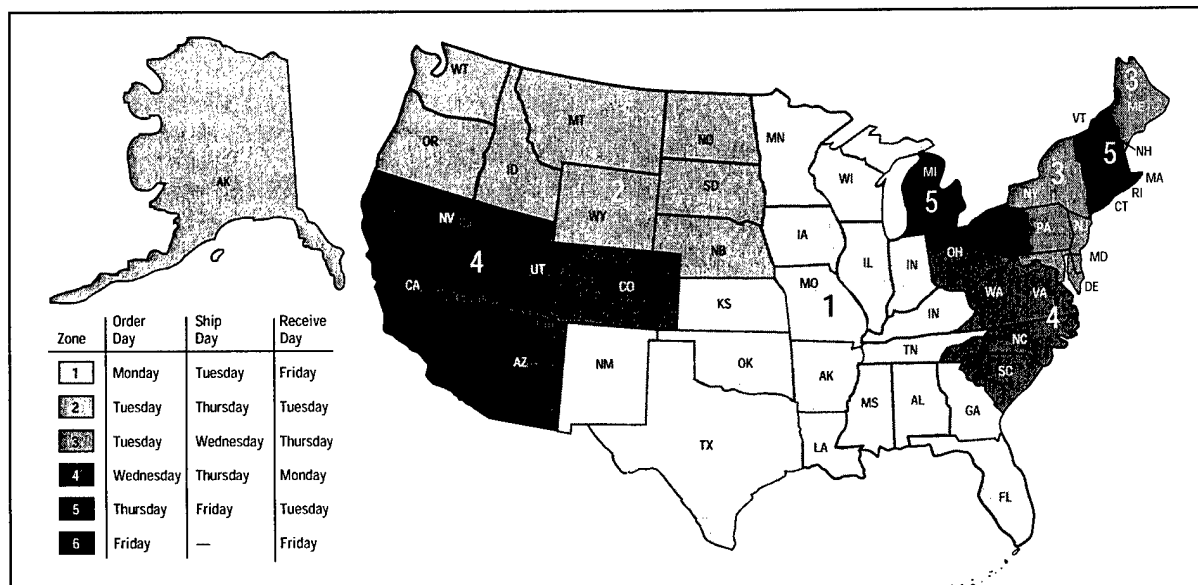 WT
MT
ND
MN
3
ME
VT
OR
ID
SD
WI
MI
5
5
NH
MA
3
NY
RI
CT
AK
WY
2
NV
NB
IA
PA
NJ
OH
MD
DE
4
UT
CA
CO
IL
IN
MO
1
WA
VA
4
KS
IN
NC
AZ
NM
OK
TN
AK
SC
MS
AL
GA
TX
LA
FL
Zone Order Day Ship Day Receive Day
1 Monday Tuesday Friday
2 Tuesday Thursday Tuesday
3 Tuesday Wednesday Thursday
4 Wednesday Thursday Monday
5 Thursday Friday Tuesday
6 Friday — Friday